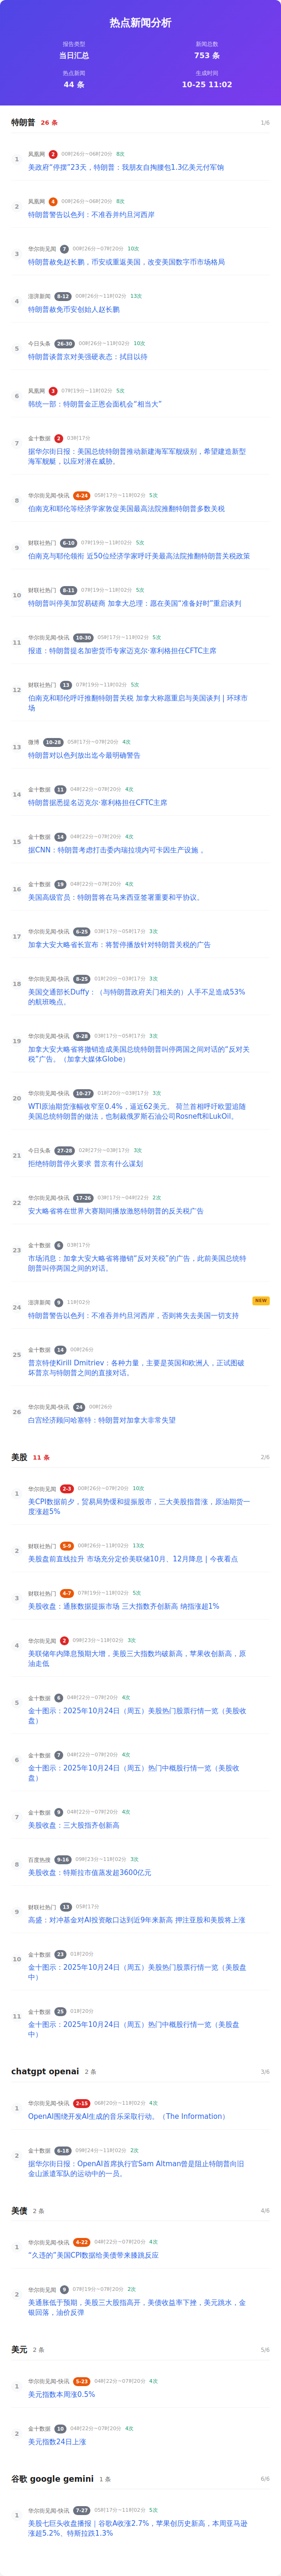 热点新闻分析
报告类型
新闻总数
当日汇总
753 条
热点新闻
生成时间
44 条
10-25 11:02
特朗普 26 条 1/6
1 凤凰网 2 00时26分~06时20分 8次
美政府“停摆”23天，特朗普：我朋友自掏腰包1.3亿美元付军饷
2 凤凰网 4 00时26分~06时20分 8次
特朗普警告以色列：不准吞并约旦河西岸
3 华尔街见闻 7 00时26分~07时20分 10次
特朗普赦免赵长鹏，币安或重返美国，改变美国数字币市场格局
4 澎湃新闻 8-12 00时26分~11时02分 13次
特朗普赦免币安创始人赵长鹏
5 今日头条 26-30 00时26分~11时02分 10次
特朗普谈普京对美强硬表态：拭目以待
6 凤凰网 3 07时19分~11时02分 5次
韩统一部：特朗普金正恩会面机会“相当大”
7 金十数据 2 03时17分
据华尔街日报：美国总统特朗普推动新建海军军舰级别，希望建造新型
海军舰艇，以应对潜在威胁。
8 华尔街见闻-快讯 4-24 05时17分~11时02分 5次
伯南克和耶伦等经济学家敦促美国最高法院推翻特朗普多数关税
9 财联社热门 6-10 07时19分~11时02分 5次
伯南克与耶伦领衔 近50位经济学家呼吁美最高法院推翻特朗普关税政策
10 财联社热门 8-11 07时19分~11时02分 5次
特朗普叫停美加贸易磋商 加拿大总理：愿在美国“准备好时”重启谈判
11 华尔街见闻-快讯 10-30 05时17分~11时02分 5次
报道：特朗普提名加密货币专家迈克尔·塞利格担任CFTC主席
12 财联社热门 13 07时19分~11时02分 5次
伯南克和耶伦呼吁推翻特朗普关税 加拿大称愿重启与美国谈判 | 环球市
场
13 微博 10-28 05时17分~07时20分 4次
特朗普对以色列放出迄今最明确警告
14 金十数据 11 04时22分~07时20分 4次
特朗普据悉提名迈克尔·塞利格担任CFTC主席
15 金十数据 14 04时22分~07时20分 4次
据CNN：特朗普考虑打击委内瑞拉境内可卡因生产设施 。
16 金十数据 19 04时22分~07时20分 4次
美国高级官员：特朗普将在马来西亚签署重要和平协议。
17 华尔街见闻-快讯 6-25 03时17分~05时17分 3次
加拿大安大略省长宣布：将暂停播放针对特朗普关税的广告
18 华尔街见闻-快讯 9-25 01时20分~03时17分 3次
美国交通部长Duffy：（与特朗普政府关门相关的）人手不足造成53%
的航班晚点。
19 华尔街见闻-快讯 9-28 03时17分~05时17分 3次
加拿大安大略省将撤销造成美国总统特朗普叫停两国之间对话的“反对关
税”广告。（加拿大媒体Globe）
20 华尔街见闻-快讯 10-27 01时20分~03时17分 3次
WTI原油期货涨幅收窄至0.4%，逼近62美元。 荷兰首相呼吁欧盟追随
美国总统特朗普的做法，也制裁俄罗斯石油公司Rosneft和LukOil。
21 今日头条 27-28 02时27分~03时17分 3次
拒绝特朗普停火要求 普京有什么谋划
22 华尔街见闻-快讯 17-26 03时17分~04时22分 2次
安大略省将在世界大赛期间播放激怒特朗普的反关税广告
23 金十数据 6 03时17分
市场消息：加拿大安大略省将撤销“反对关税”的广告，此前美国总统特
朗普叫停两国之间的对话。
24 澎湃新闻 9 11时02分 NEW
特朗普警告以色列：不准吞并约旦河西岸，否则将失去美国一切支持
25 金十数据 14 00时26分
普京特使Kirill Dmitriev：各种力量，主要是英国和欧洲人，正试图破
坏普京与特朗普之间的直接对话。
26 华尔街见闻-快讯 24 00时26分
白宫经济顾问哈塞特：特朗普对加拿大非常失望
美股 11 条 2/6
1 华尔街见闻 2-3 00时26分~07时20分 10次
美CPI数据前夕，贸易局势缓和提振股市，三大美股指普涨，原油期货一
度涨超5%
2 财联社热门 5-9 00时26分~11时02分 13次
美股盘前直线拉升 市场充分定价美联储10月、12月降息 | 今夜看点
3 财联社热门 4-7 07时19分~11时02分 5次
美股收盘：通胀数据提振市场 三大指数齐创新高 纳指涨超1%
4 华尔街见闻 2 09时23分~11时02分 3次
美联储年内降息预期大增，美股三大指数均破新高，苹果收创新高，原
油走低
5 金十数据 6 04时22分~07时20分 4次
金十图示：2025年10月24日（周五）美股热门股票行情一览（美股收
盘）
6 金十数据 7 04时22分~07时20分 4次
金十图示：2025年10月24日（周五）热门中概股行情一览（美股收
盘）
7 金十数据 9 04时22分~07时20分 4次
美股收盘：三大股指齐创新高
8 百度热搜 9-16 09时23分~11时02分 3次
美股收盘：特斯拉市值蒸发超3600亿元
9 财联社热门 13 05时17分
高盛：对冲基金对AI投资敞口达到近9年来新高 押注亚股和美股将上涨
10 金十数据 23 01时20分
金十图示：2025年10月24日（周五）美股热门股票行情一览（美股盘
中）
11 金十数据 25 01时20分
金十图示：2025年10月24日（周五）热门中概股行情一览（美股盘
中）
chatgpt openai 2 条 3/6
1 华尔街见闻-快讯 2-15 06时20分~11时02分 4次
OpenAI围绕开发AI生成的音乐采取行动。（The Information）
2 金十数据 6-18 09时24分~11时02分 2次
据华尔街日报：OpenAI首席执行官Sam Altman曾是阻止特朗普向旧
金山派遣军队的运动中的一员。
美债 2 条 4/6
1 华尔街见闻-快讯 4-22 04时22分~07时20分 4次
“久违的”美国CPI数据给美债带来膝跳反应
2 华尔街见闻 9 07时19分~07时20分 2次
美通胀低于预期，美股三大股指高开，美债收益率下挫，美元跳水，金
银回落，油价反弹
美元 2 条 5/6
1 华尔街见闻-快讯 5-23 04时22分~07时20分 4次
美元指数本周涨0.5%
2 金十数据 10 04时22分~07时20分 4次
美元指数24日上涨
谷歌 google gemini 1 条 6/6
1 华尔街见闻-快讯 7-27 05时17分~11时02分 5次
美股七巨头收盘播报｜谷歌A收涨2.7%，苹果创历史新高，本周亚马逊
涨超5.2%，特斯拉跌1.3%